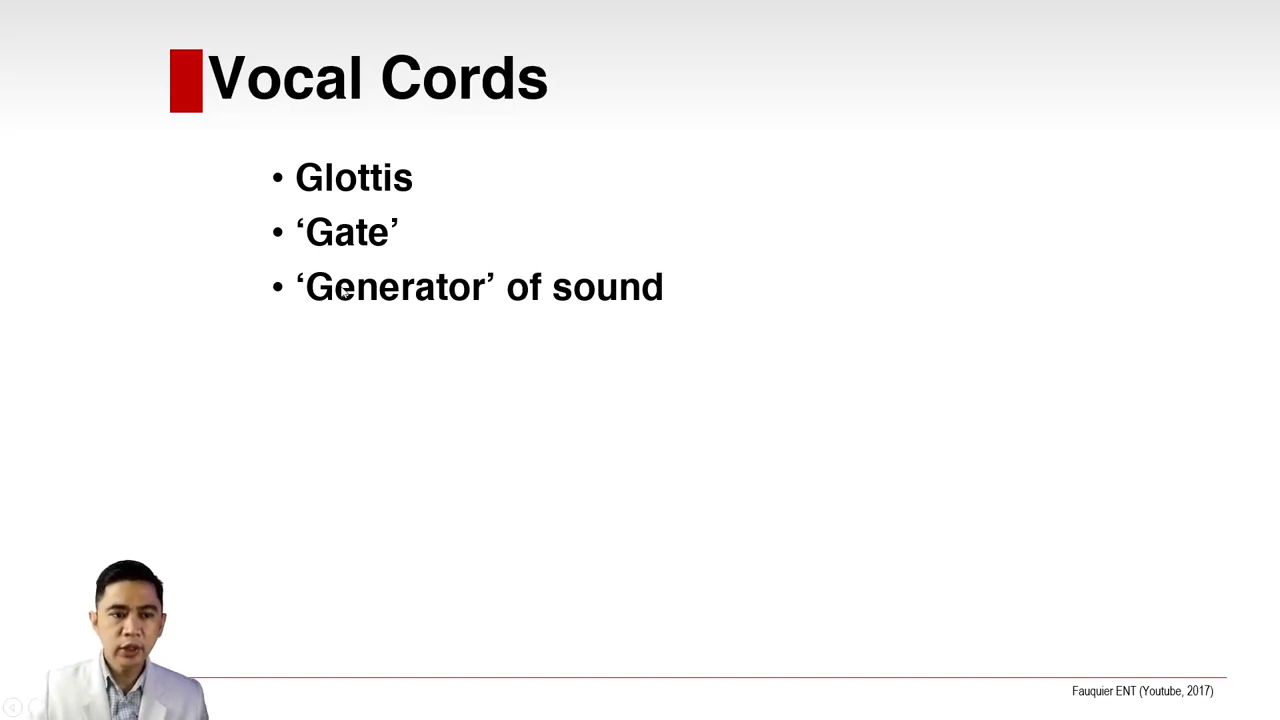 Vocal Cords
• Glottis
• ‘Gate’
• ‘Generator’ of sound
Fauquier ENT (Youtube, 2017)